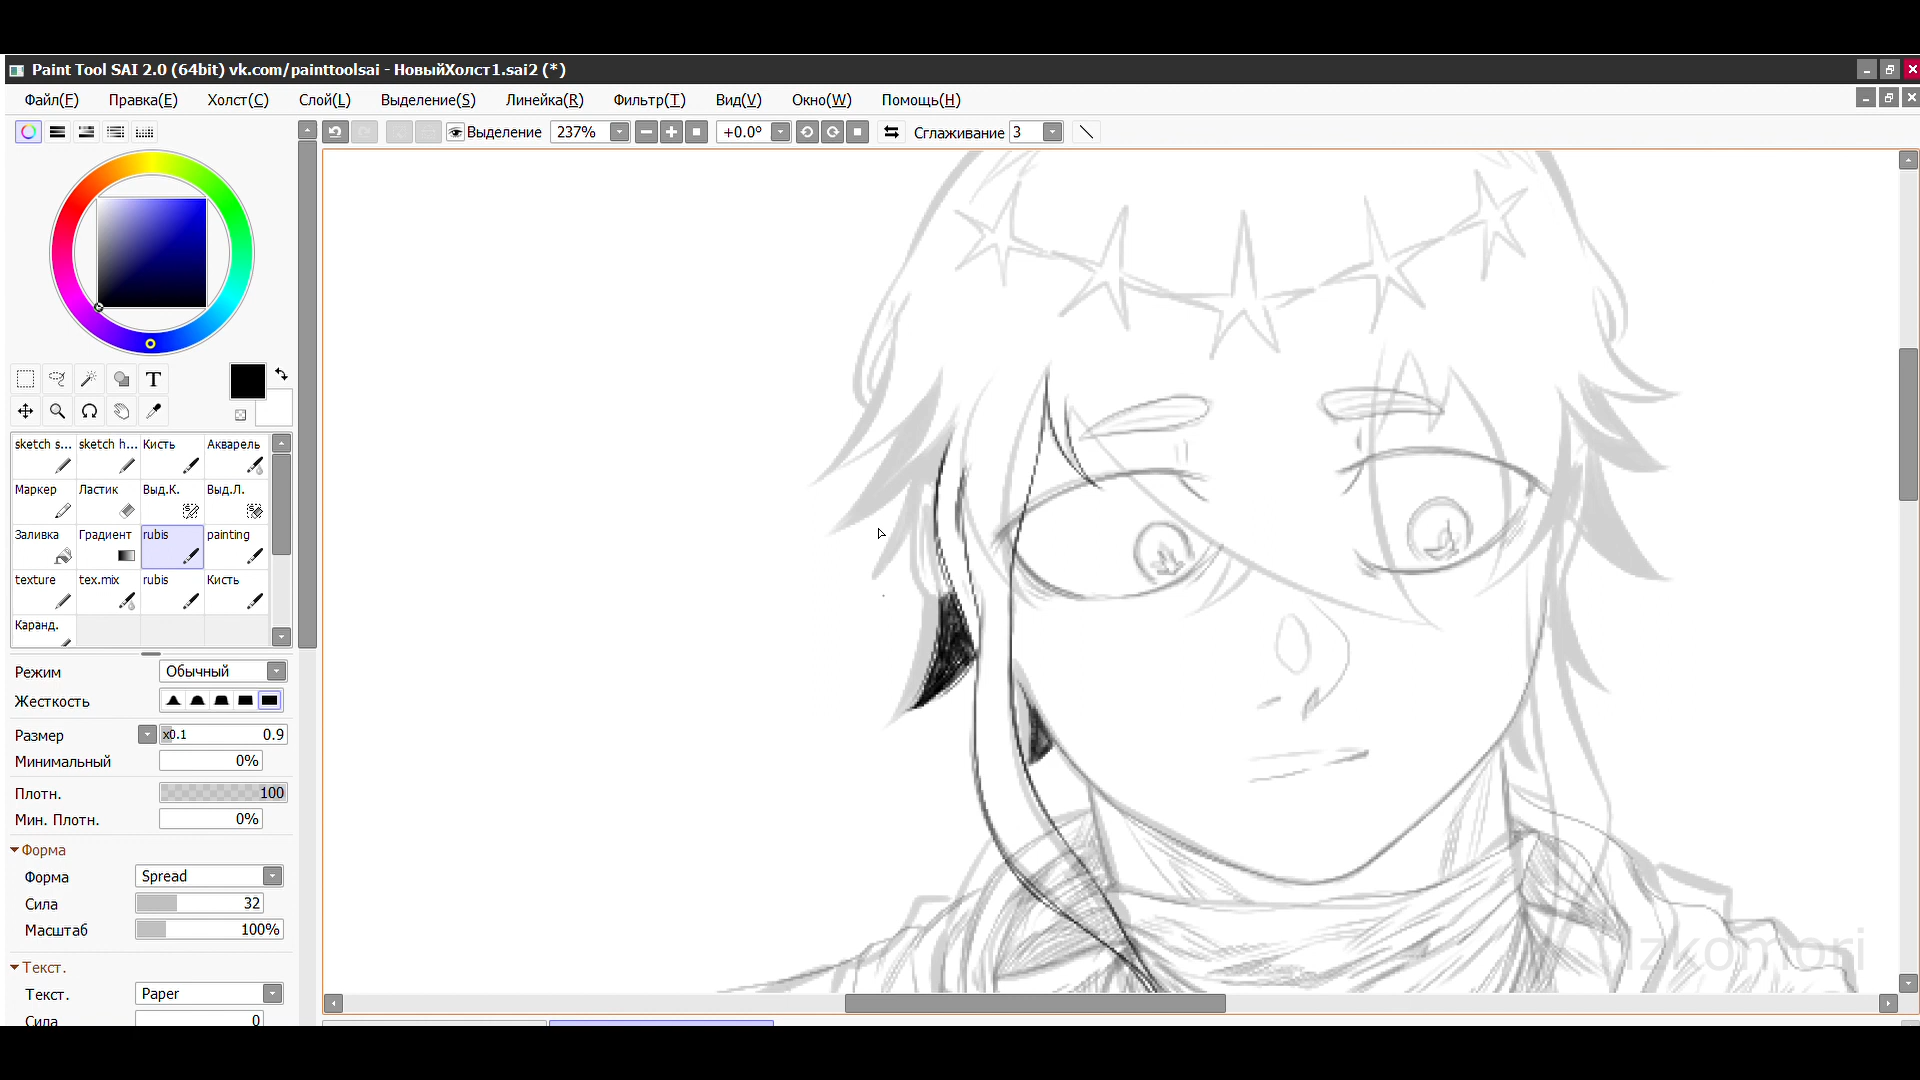 Paint Tool SAI 2.0 (64bit) vk.com/painttoolsai - НовыйХолст1.sai2 (*)
Файл(F) Правка(E) Холст(C) Слой(L) Выделение(S) Линейка(R) Фильтр(T) Вид(V) Окно(W) Помощь(H)
Выделение 237% +0.0º Сглаживание 3
T
sketch s... sketch h... Кисть Акварель
Маркер Ластик Выд.К. Выд.Л.
Заливка Градиент rubis painting
texture tex.mix rubis Кисть
Каранд.
Режим Обычный
Жесткость
Размер x0.1 0.9
Минимальный 0%
Плотн. 100
Мин. Плотн. 0%
Форма
Форма Spread
Сила 32
Масштаб 100%
Текст.
Текст. Paper
Сила 0
izkomori